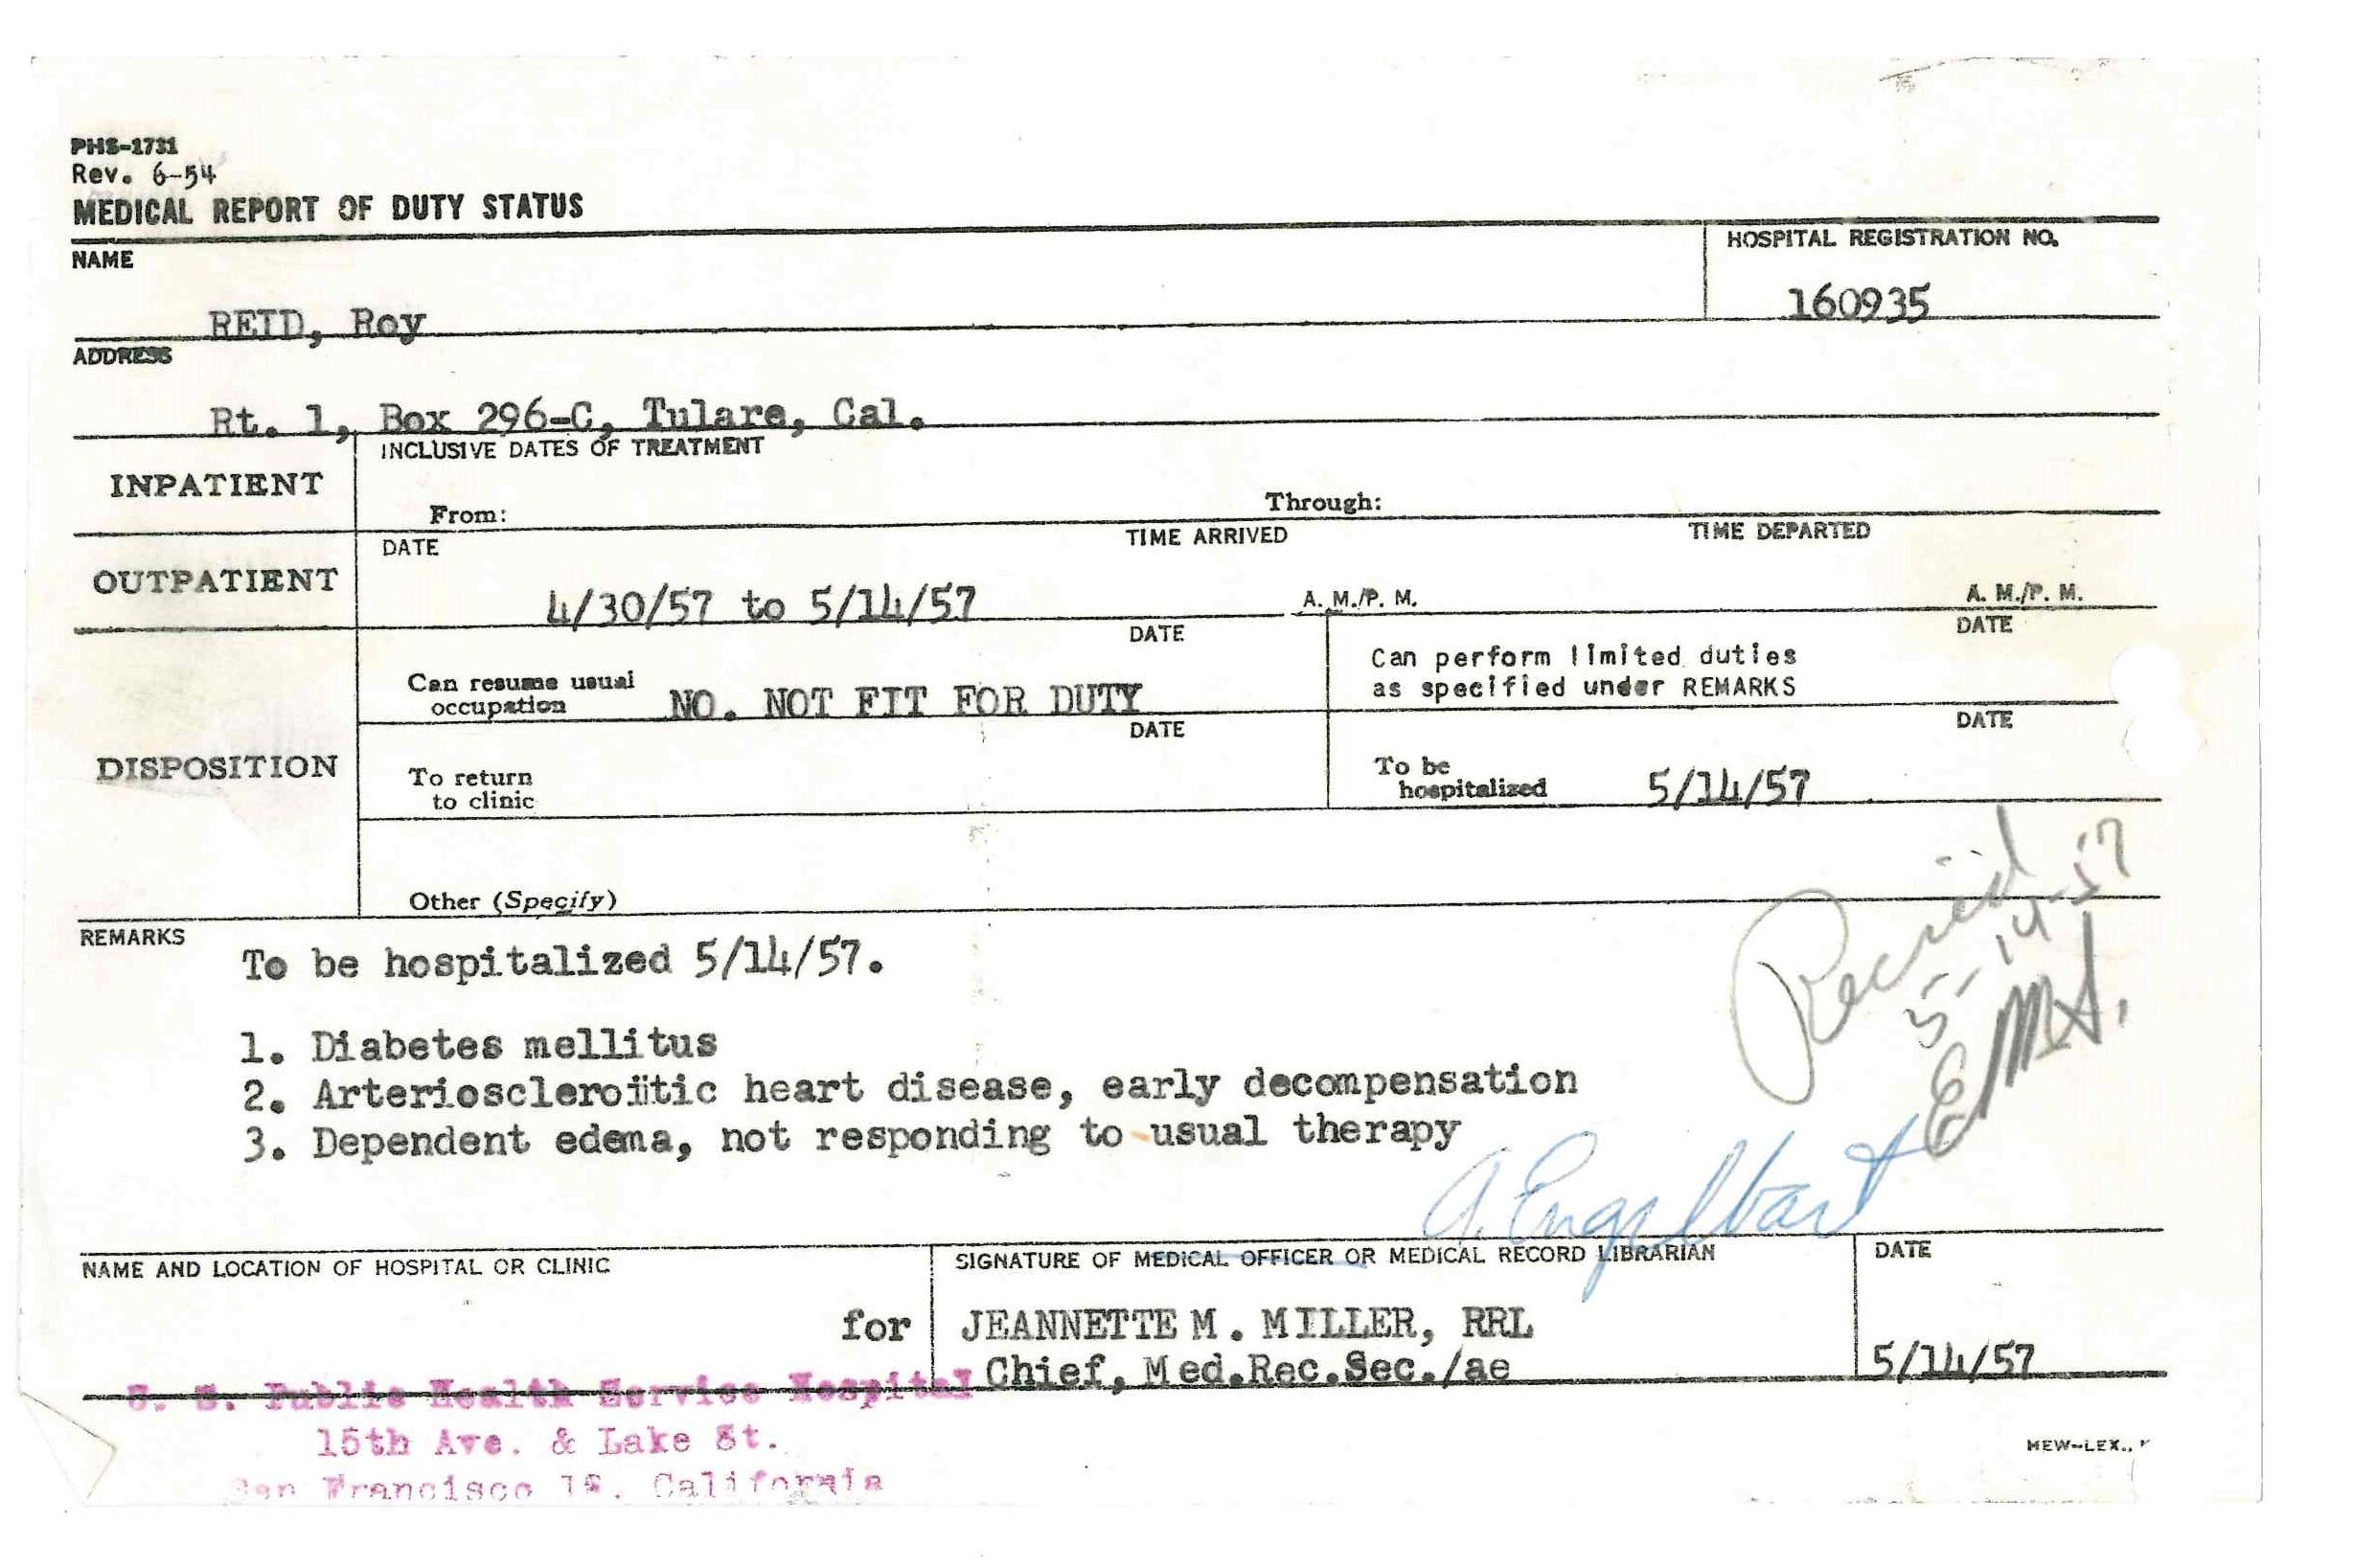 PHS-1731
Rev. 6-54
MEDICAL REPORT OF DUTY STATUS
NAME
HOSPITAL REGISTRATION NO.
REID, Roy
160935
ADDRESS
Rt. 1, Box 296-C, Tulare, Cal.
INPATIENT
INCLUSIVE DATES OF TREATMENT
From:
Through:
OUTPATIENT
DATE
TIME ARRIVED
TIME DEPARTED
4/30/57 to 5/14/57
A. M./P. M.
A. M./P. M.
DISPOSITION
DATE
DATE
Can resume usual
occupation
NO. NOT FIT FOR DUTY
Can perform limited duties
as specified under REMARKS
DATE
DATE
To return
to clinic
To be
hospitalized
5/14/57
Other (Specify)
REMARKS
To be hospitalized 5/14/57.
1. Diabetes mellitus
2. Arterioscleroitic heart disease, early decompensation
3. Dependent edema, not responding to usual therapy
Received
5-14-57
A. Engelbart
NAME AND LOCATION OF HOSPITAL OR CLINIC
SIGNATURE OF MEDICAL OFFICER OR MEDICAL RECORD LIBRARIAN
DATE
for
JEANNETTE M. MILLER, RRL
Chief, Med.Rec.Sec./ae
5/14/57
U. S. Public Health Service Hospital
15th Ave. & Lake St.
San Francisco 18, California
HEW-LEX.,